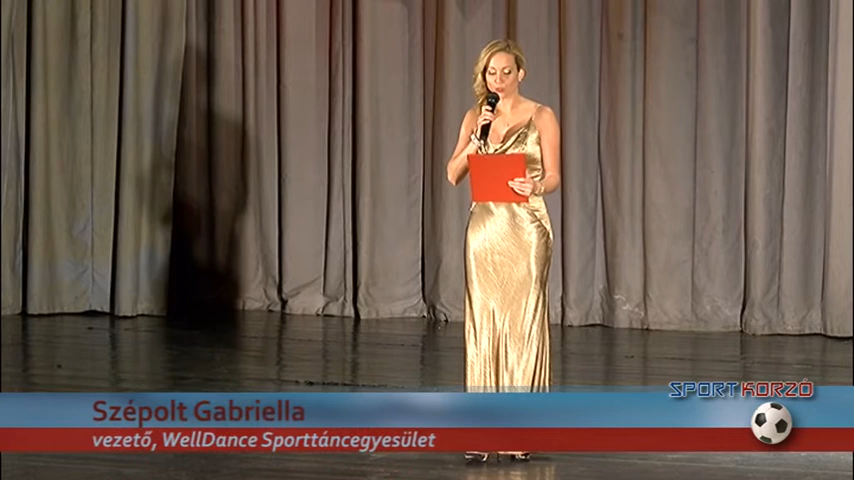 SPORT KORZÓ
Szépolt Gabriella
vezető, WellDance Sporttáncegyesület